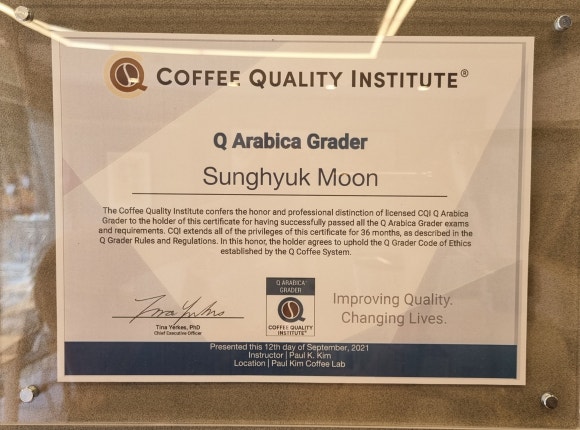 COFFEE QUALITY INSTITUTE®
Q Arabica Grader
Sunghyuk Moon
The Coffee Quality Institute confers the honor and professional distinction of licensed CQI Q Arabica
Grader to the holder of this certificate for having successfully passed all the Q Arabica Grader exams
and requirements. CQI extends all of the privileges of this certificate for 36 months, as described in the
Q Grader Rules and Regulations. In this honor, the holder agrees to uphold the Q Grader Code of Ethics
established by the Q Coffee System.
Tina Yerkes
Tina Yerkes, PhD
Chief Executive Officer
Q ARABICA
GRADER
COFFEE QUALITY
INSTITUTE®
Improving Quality.
Changing Lives.
Presented this 12th day of September, 2021
Instructor | Paul K. Kim
Location | Paul Kim Coffee Lab